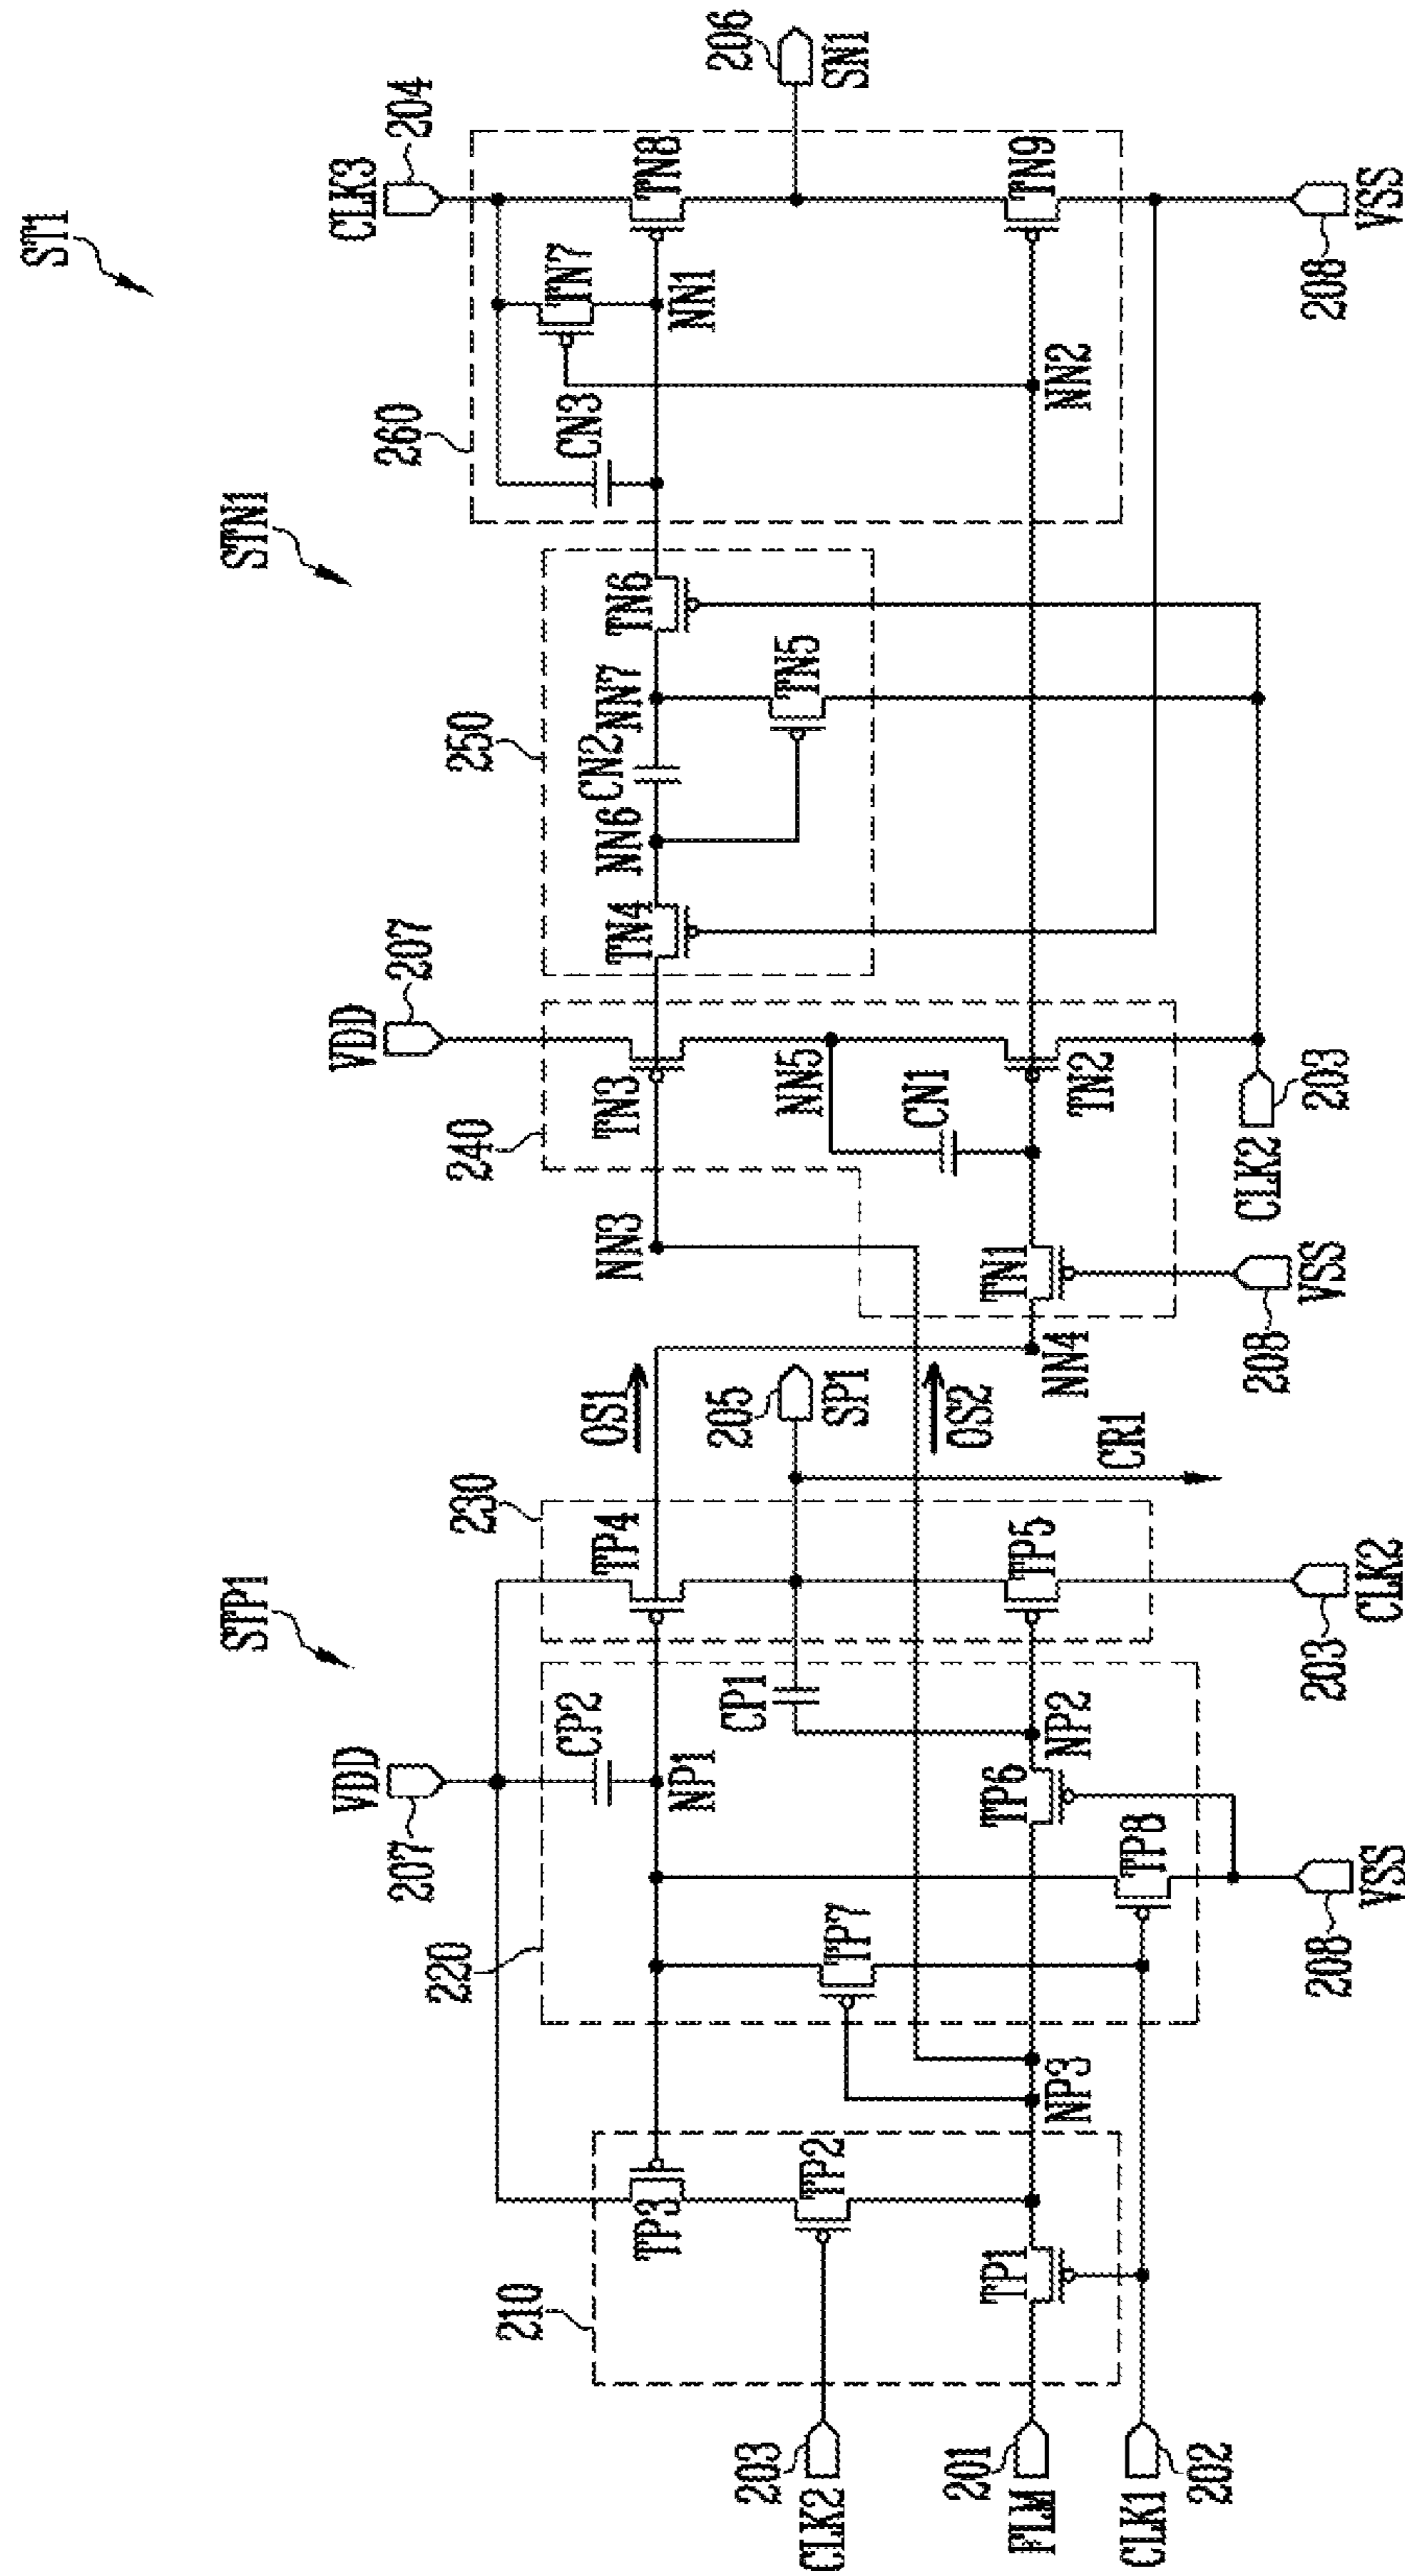 ST1
STP1
STN1
VDD
207
VDD
207
CLK3
204
210
220
230
240
250
260
TP3
CP2
NP1
TP4
OS1
NN3
TN3
TN4
NN6
CN2
NN7
TN6
CN3
TN7
NN1
TN8
203
CLK2
TP2
TP7
CP1
205
SP1
NN5
TN5
206
SN1
OS2
CN1
201
FLM
TP1
NP3
TP6
NP2
TP5
CR1
NN4
TN1
TN2
NN2
TN9
TP8
CLK1
202
208
VSS
203
CLK2
208
VSS
CLK2
203
208
VSS